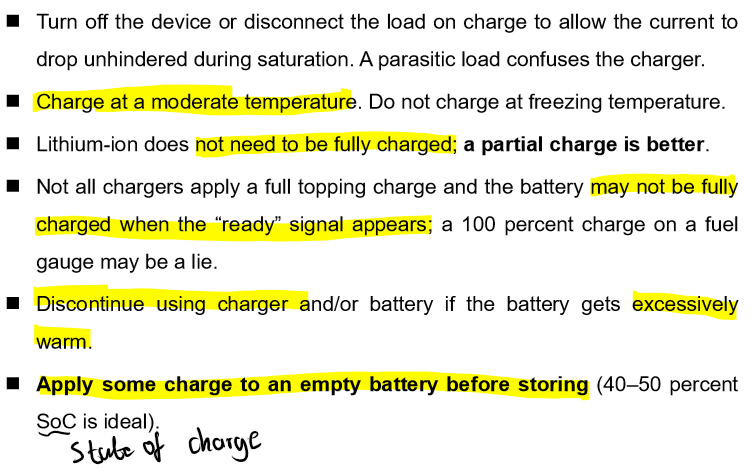 ■ Turn off the device or disconnect the load on charge to allow the current to
drop unhindered during saturation. A parasitic load confuses the charger.
■ Charge at a moderate temperature. Do not charge at freezing temperature.
■ Lithium-ion does not need to be fully charged; a partial charge is better.
■ Not all chargers apply a full topping charge and the battery may not be fully
charged when the “ready” signal appears; a 100 percent charge on a fuel
gauge may be a lie.
■ Discontinue using charger and/or battery if the battery gets excessively
warm.
■ Apply some charge to an empty battery before storing (40–50 percent
SoC is ideal).
State of charge